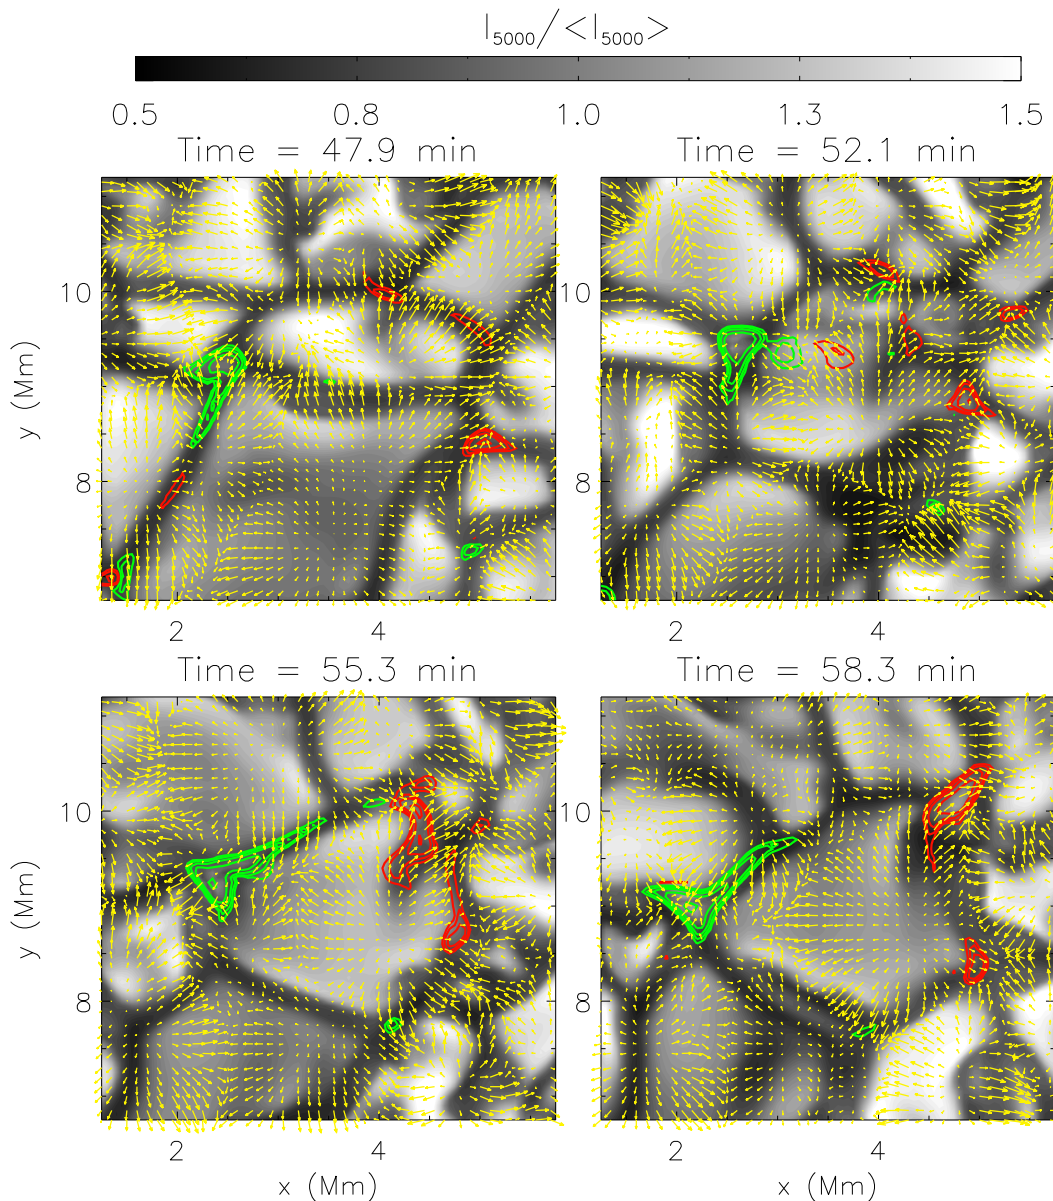 I5000/<I5000>
0.5 0.8 1.0 1.3 1.5
Time = 47.9 min Time = 52.1 min
10 10
y (Mm)
8 8
2 4 2 4
Time = 55.3 min Time = 58.3 min
10 10
y (Mm)
8 8
2 4 2 4
x (Mm) x (Mm)